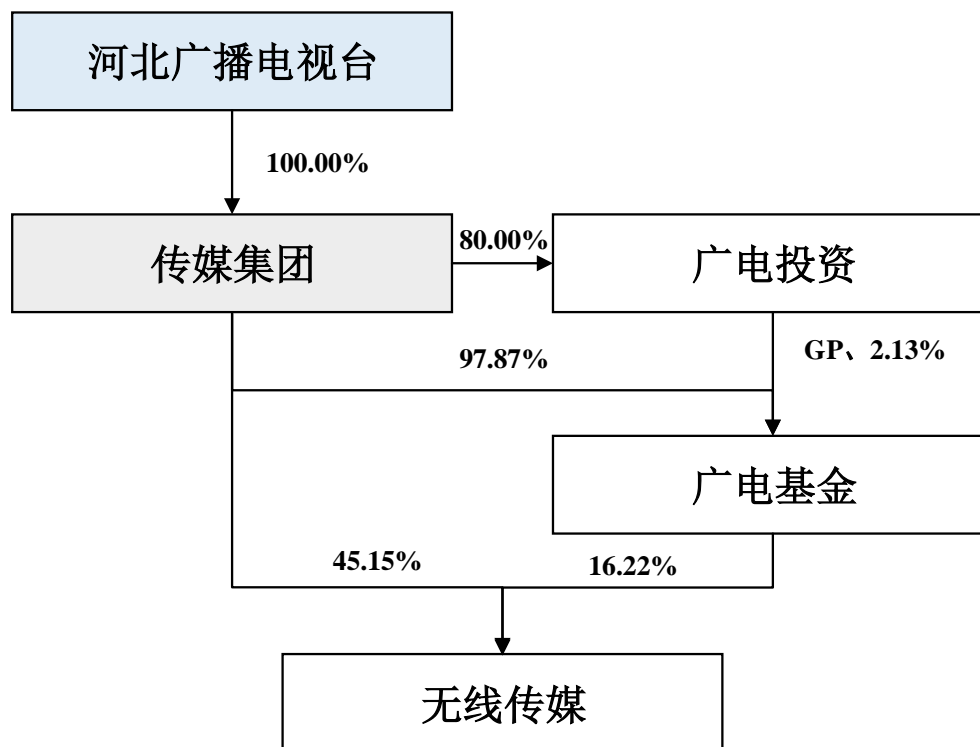 河北广播电视台
100.00%
传媒集团
80.00%
广电投资
97.87%
GP、2.13%
广电基金
45.15%
16.22%
无线传媒